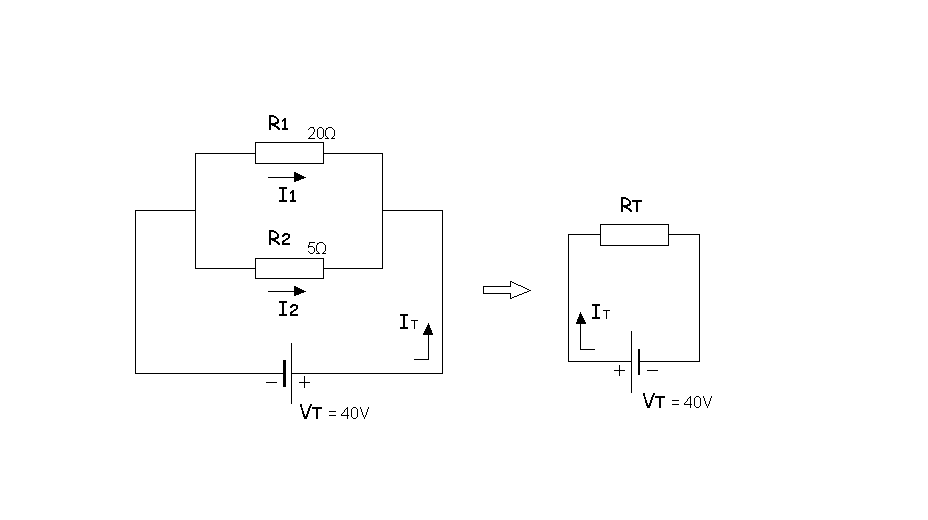 R1
20Ω
I1
R2
5Ω
I2
IT
− +
VT = 40V
RT
IT
+ −
VT = 40V